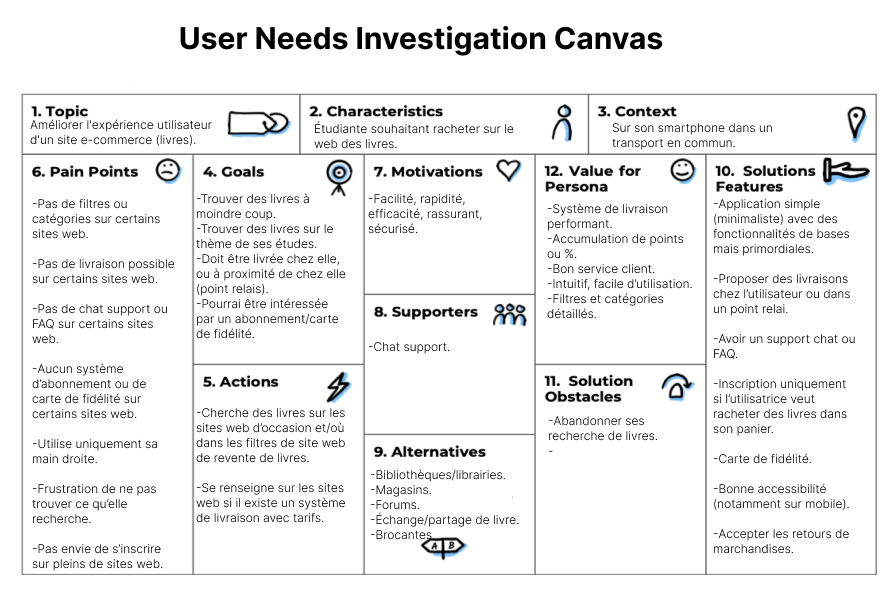 User Needs Investigation Canvas
1. Topic
Améliorer l'expérience utilisateur
d'un site e-commerce (livres).
2. Characteristics
Étudiante souhaitant racheter sur le
web des livres.
3. Context
Sur son smartphone dans un
transport en commun.
6. Pain Points
-Pas de filtres ou
catégories sur certains
sites web.
-Pas de livraison possible
sur certains sites web.
-Pas de chat support ou
FAQ sur certains sites
web.
-Aucun système
d'abonnement ou de
carte de fidélité sur
certains sites web.
-Utilise uniquement sa
main droite.
-Frustration de ne pas
trouver ce qu'elle
recherche.
-Pas envie de s'inscrire
sur pleins de sites web.
4. Goals
-Trouver des livres à
moindre coup.
-Trouver des livres sur le
thème de ses études.
-Doit être livrée chez elle,
ou à proximité de chez elle
(point relais).
-Pourrai être intéressée
par un abonnement/carte
de fidélité.
5. Actions
-Cherche des livres sur les
sites web d'occasion et/où
dans les filtres de site web
de revente de livres.
-Se renseigne sur les sites
web si il existe un système
de livraison avec tarifs.
7. Motivations
-Facilité, rapidité,
efficacité, rassurant,
sécurisé.
8. Supporters
-Chat support.
9. Alternatives
-Bibliothèques/librairies.
-Magasins.
-Forums.
-Échange/partage de livre.
-Brocantes.
A B
12. Value for
Persona
-Système de livraison
performant.
-Accumulation de points
ou %.
-Bon service client.
-Intuitif, facile d'utilisation.
-Filtres et catégories
détaillés.
11. Solution
Obstacles
-Abandonner ses
recherche de livres.
-
10. Solutions
Features
-Application simple
(minimaliste) avec des
fonctionnalités de bases
mais primordiales.
-Proposer des livraisons
chez l'utilisateur ou dans
un point relai.
-Avoir un support chat ou
FAQ.
-Inscription uniquement
si l'utilisatrice veut
racheter des livres dans
son panier.
-Carte de fidélité.
-Bonne accessibilité
(notamment sur mobile).
-Accepter les retours de
marchandises.